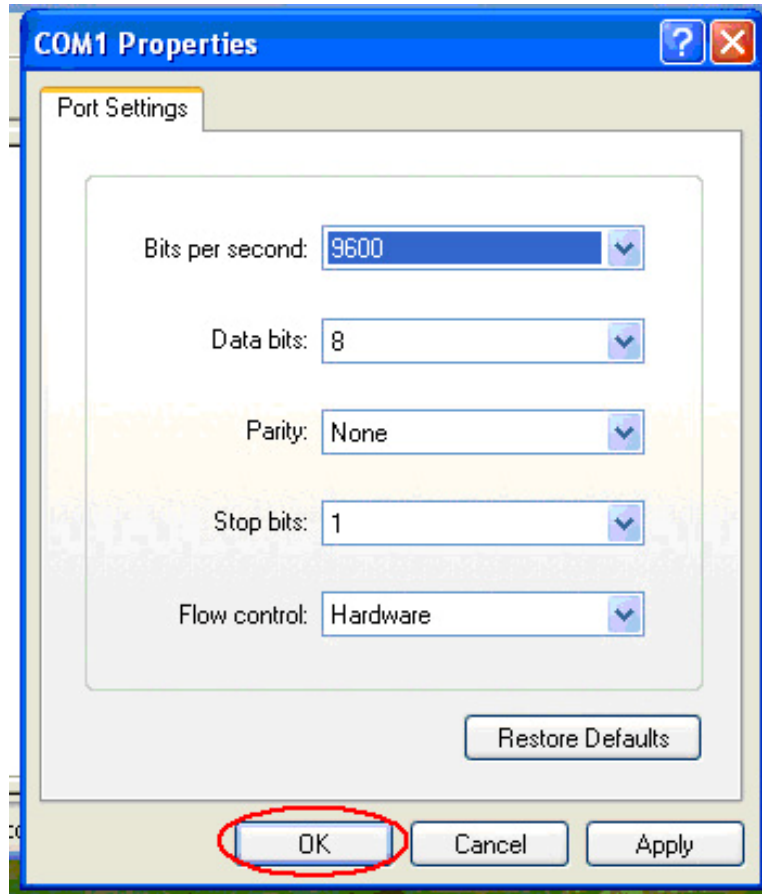 COM1 Properties
Port Settings
Bits per second: 9600
Data bits: 8
Parity: None
Stop bits: 1
Flow control: Hardware
Restore Defaults
OK Cancel Apply